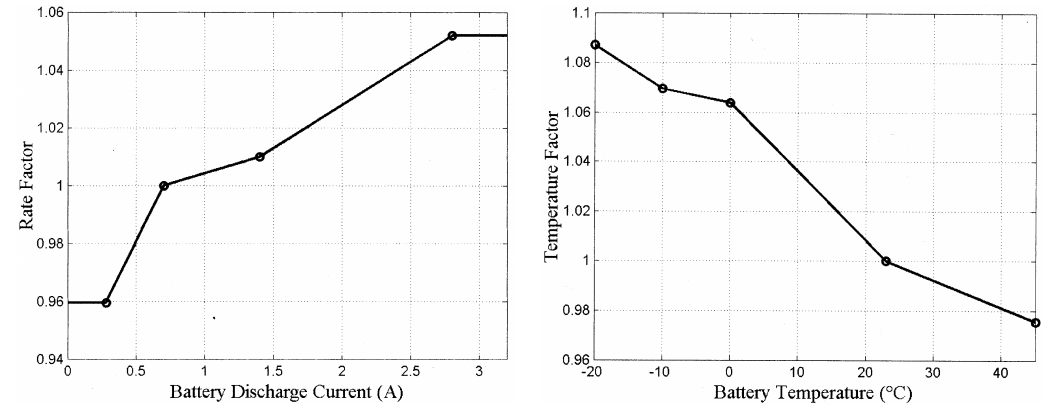 1.06
1.04
1.02
1
0.98
0.96
0.94
Rate Factor
0 0.5 1 1.5 2 2.5 3
Battery Discharge Current (A)
1.1
1.08
1.06
1.04
1.02
1
0.98
0.96
Temperature Factor
-20 -10 0 10 20 30 40
Battery Temperature (°C)